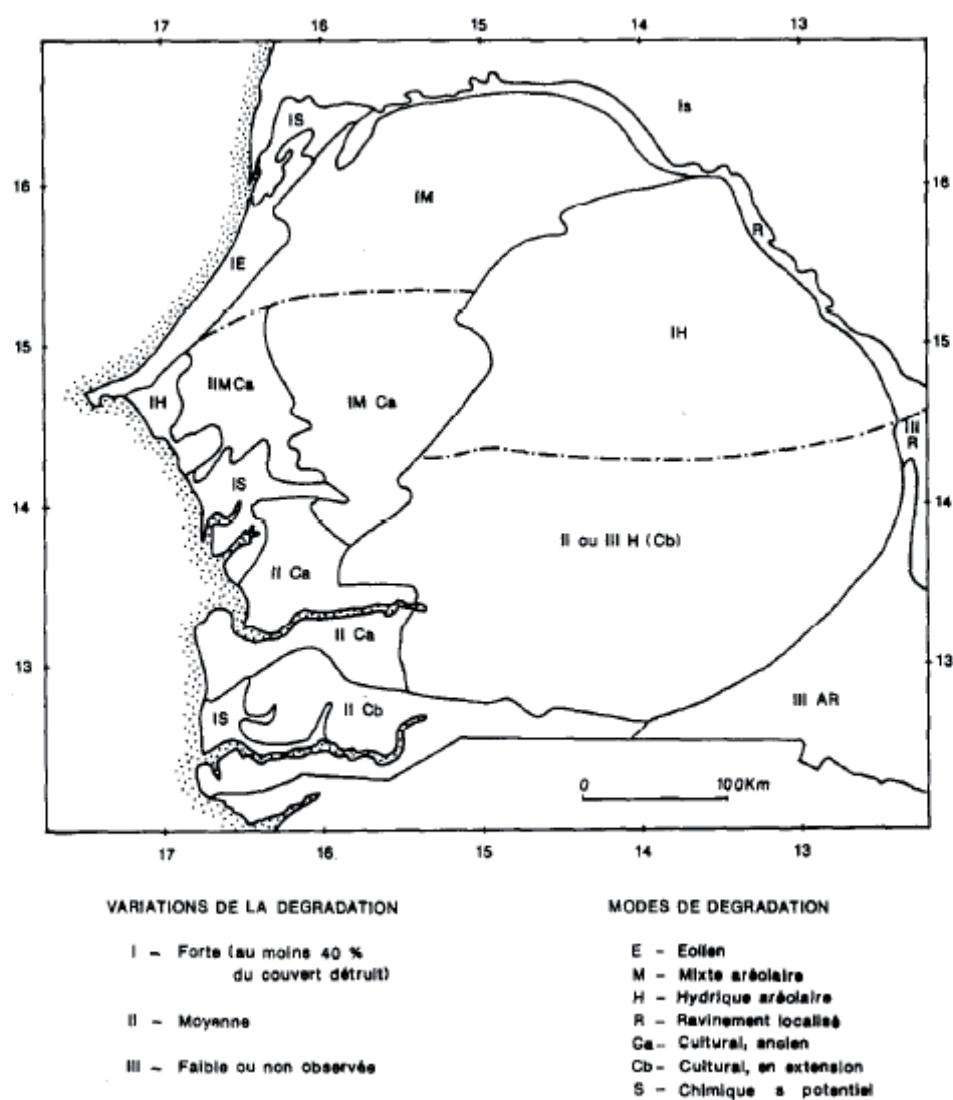 17 16 15 14 13
IS
Is
16 IM 16
R
IE
15 IH 15
IIMCa
IH IM Ca
III
R
IS
14 14
II ou III H (Cb)
II Ca
II Ca
13 13
IS II Cb III AR
0 100Km
17 16 15 14 13
VARIATIONS DE LA DEGRADATION
I - Forte (au moins 40 %
du couvert détruit)
II - Moyenne
III - Faible ou non observée
MODES DE DEGRADATION
E - Eolien
M - Mixte aréolaire
H - Hydrique aréolaire
R - Ravinement localisé
Ca - Cultural, ancien
Cb - Cultural, en extension
S - Chimique s potentiel